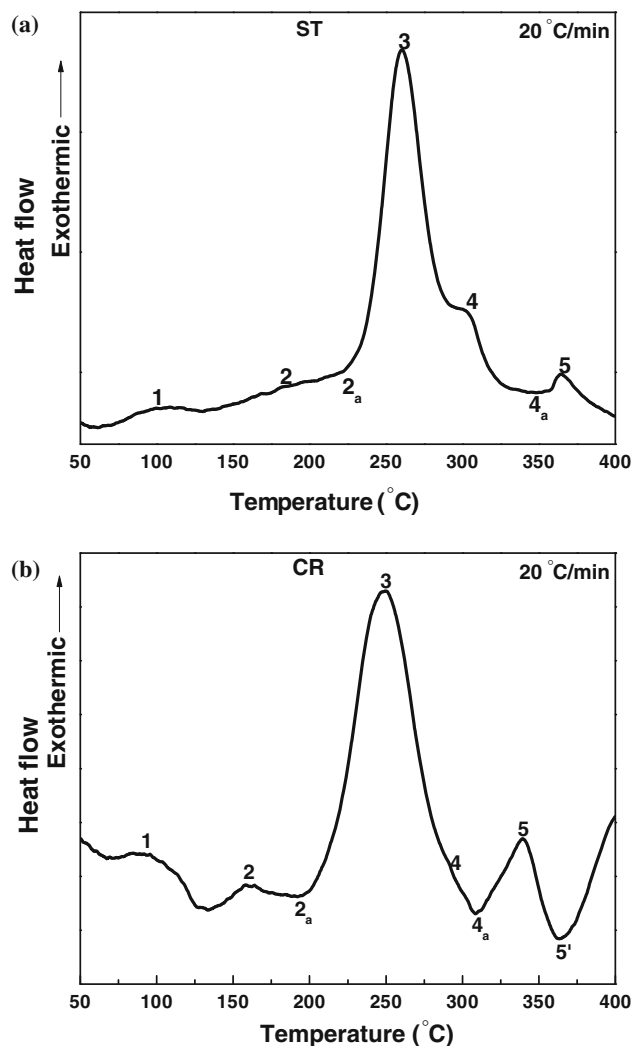 (a)
ST
20 °C/min
3
4
5
1
2
2a
4a
Heat flow
Exothermic
50 100 150 200 250 300 350 400
Temperature (°C)
(b)
CR
20 °C/min
3
1
2
4
5
2a
4a
5'
Heat flow
Exothermic
50 100 150 200 250 300 350 400
Temperature (°C)